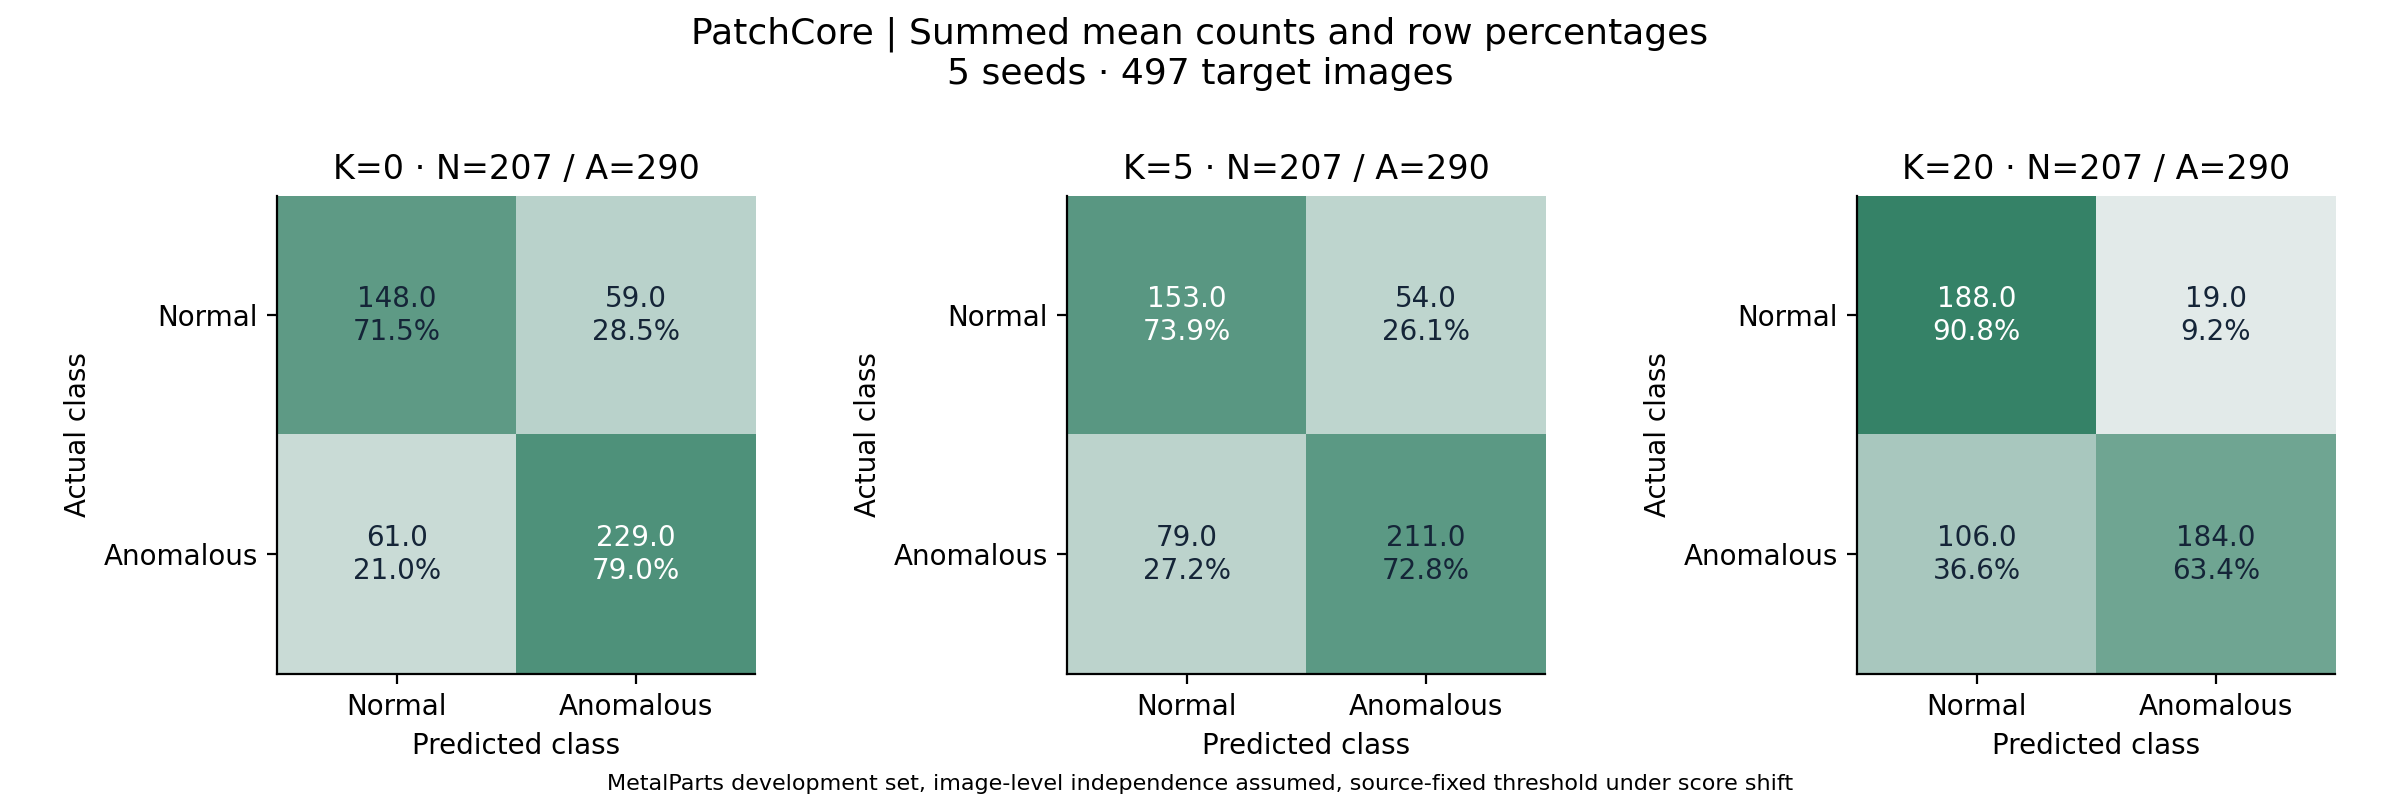 PatchCore | Summed mean counts and row percentages
5 seeds · 497 target images
K=0 · N=207 / A=290
Actual class
Normal
148.0
71.5%
59.0
28.5%
Anomalous
61.0
21.0%
229.0
79.0%
Normal
Anomalous
Predicted class
K=5 · N=207 / A=290
Actual class
Normal
153.0
73.9%
54.0
26.1%
Anomalous
79.0
27.2%
211.0
72.8%
Normal
Anomalous
Predicted class
K=20 · N=207 / A=290
Actual class
Normal
188.0
90.8%
19.0
9.2%
Anomalous
106.0
36.6%
184.0
63.4%
Normal
Anomalous
Predicted class
MetalParts development set, image-level independence assumed, source-fixed threshold under score shift